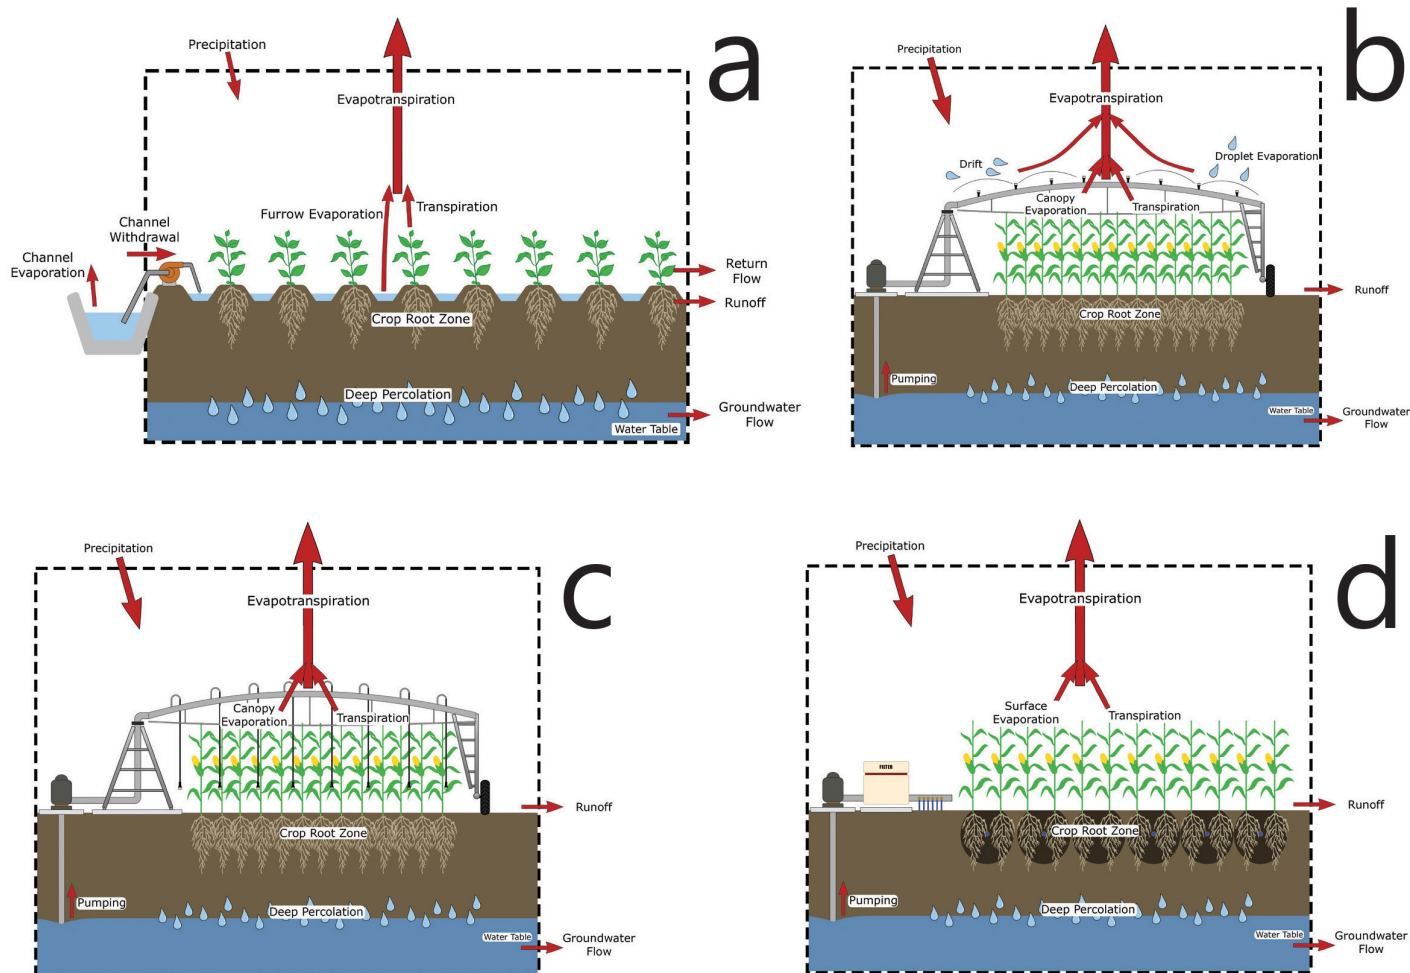 a
Precipitation
Evapotranspiration
Furrow Evaporation
Transpiration
Channel
Withdrawal
Channel
Evaporation
Return
Flow
Runoff
Crop Root Zone
Deep Percolation
Water Table
Groundwater
Flow
b
Precipitation
Evapotranspiration
Drift
Droplet Evaporation
Canopy
Evaporation
Transpiration
Runoff
Crop Root Zone
Pumping
Deep Percolation
Water Table
Groundwater
Flow
c
Precipitation
Evapotranspiration
Canopy
Evaporation
Transpiration
Runoff
Crop Root Zone
Pumping
Deep Percolation
Water Table
Groundwater
Flow
d
Precipitation
Evapotranspiration
Surface
Evaporation
Transpiration
FILTER
Runoff
Crop Root Zone
Pumping
Deep Percolation
Water Table
Groundwater
Flow